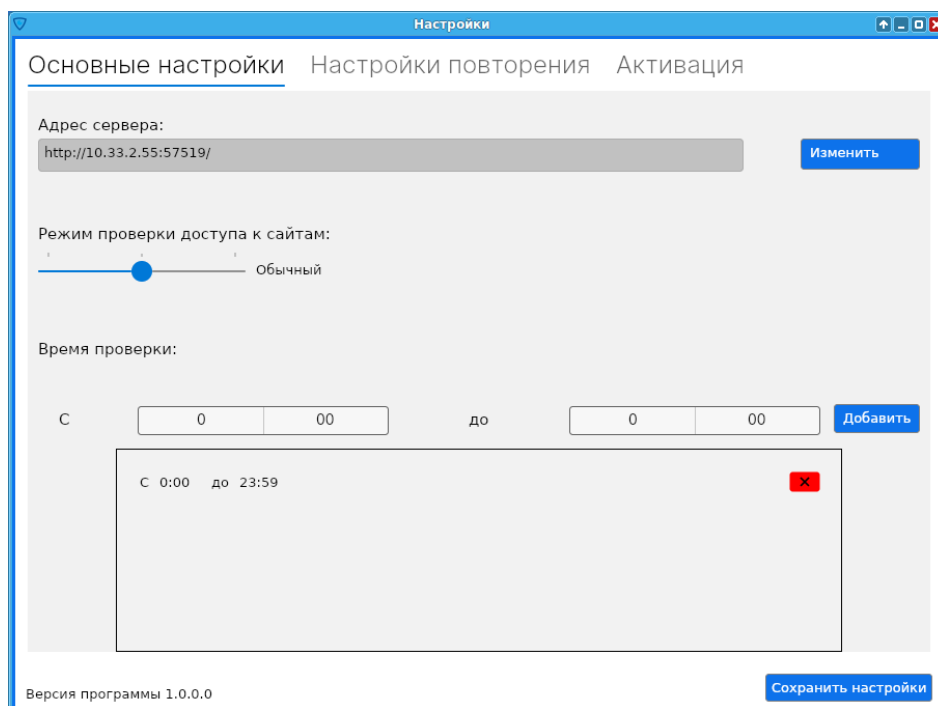 Настройки
Основные настройки Настройки повторения Активация
Адрес сервера:
http://10.33.2.55:57519/ Изменить
Режим проверки доступа к сайтам:
Обычный
Время проверки:
С 0 00 до 0 00 Добавить
С 0:00 до 23:59
Версия программы 1.0.0.0 Сохранить настройки